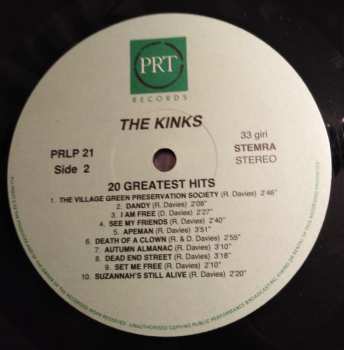 PRT
RECORDS
THE KINKS
PRLP 21
Side 2
33 giri
STEMRA
STEREO
20 GREATEST HITS
1. THE VILLAGE GREEN PRESERVATION SOCIETY (R. Davies) 2'46"
2. DANDY (R. Davies) 2'08"
3. I AM FREE (D. Davies) 2'27"
4. SEE MY FRIENDS (R. Davies) 2'40"
5. APEMAN (R. Davies) 3'51"
6. DEATH OF A CLOWN (R. & D. Davies) 2'55"
7. AUTUMN ALMANAC (R. Davies) 3'10"
8. DEAD END STREET (R. Davies) 3'18"
9. SET ME FREE (R. Davies) 2'10"
10. SUZANNAH'S STILL ALIVE (R. Davies) 2'20"